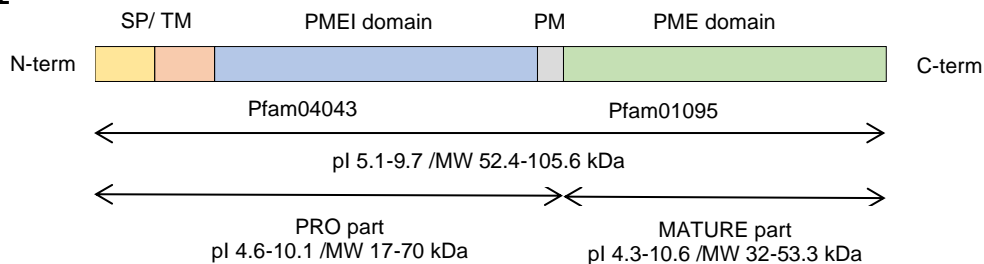 SP/ TM PMEI domain PM PME domain
N-term C-term
Pfam04043 Pfam01095
pI 5.1-9.7 /MW 52.4-105.6 kDa
PRO part MATURE part
pI 4.6-10.1 /MW 17-70 kDa pI 4.3-10.6 /MW 32-53.3 kDa